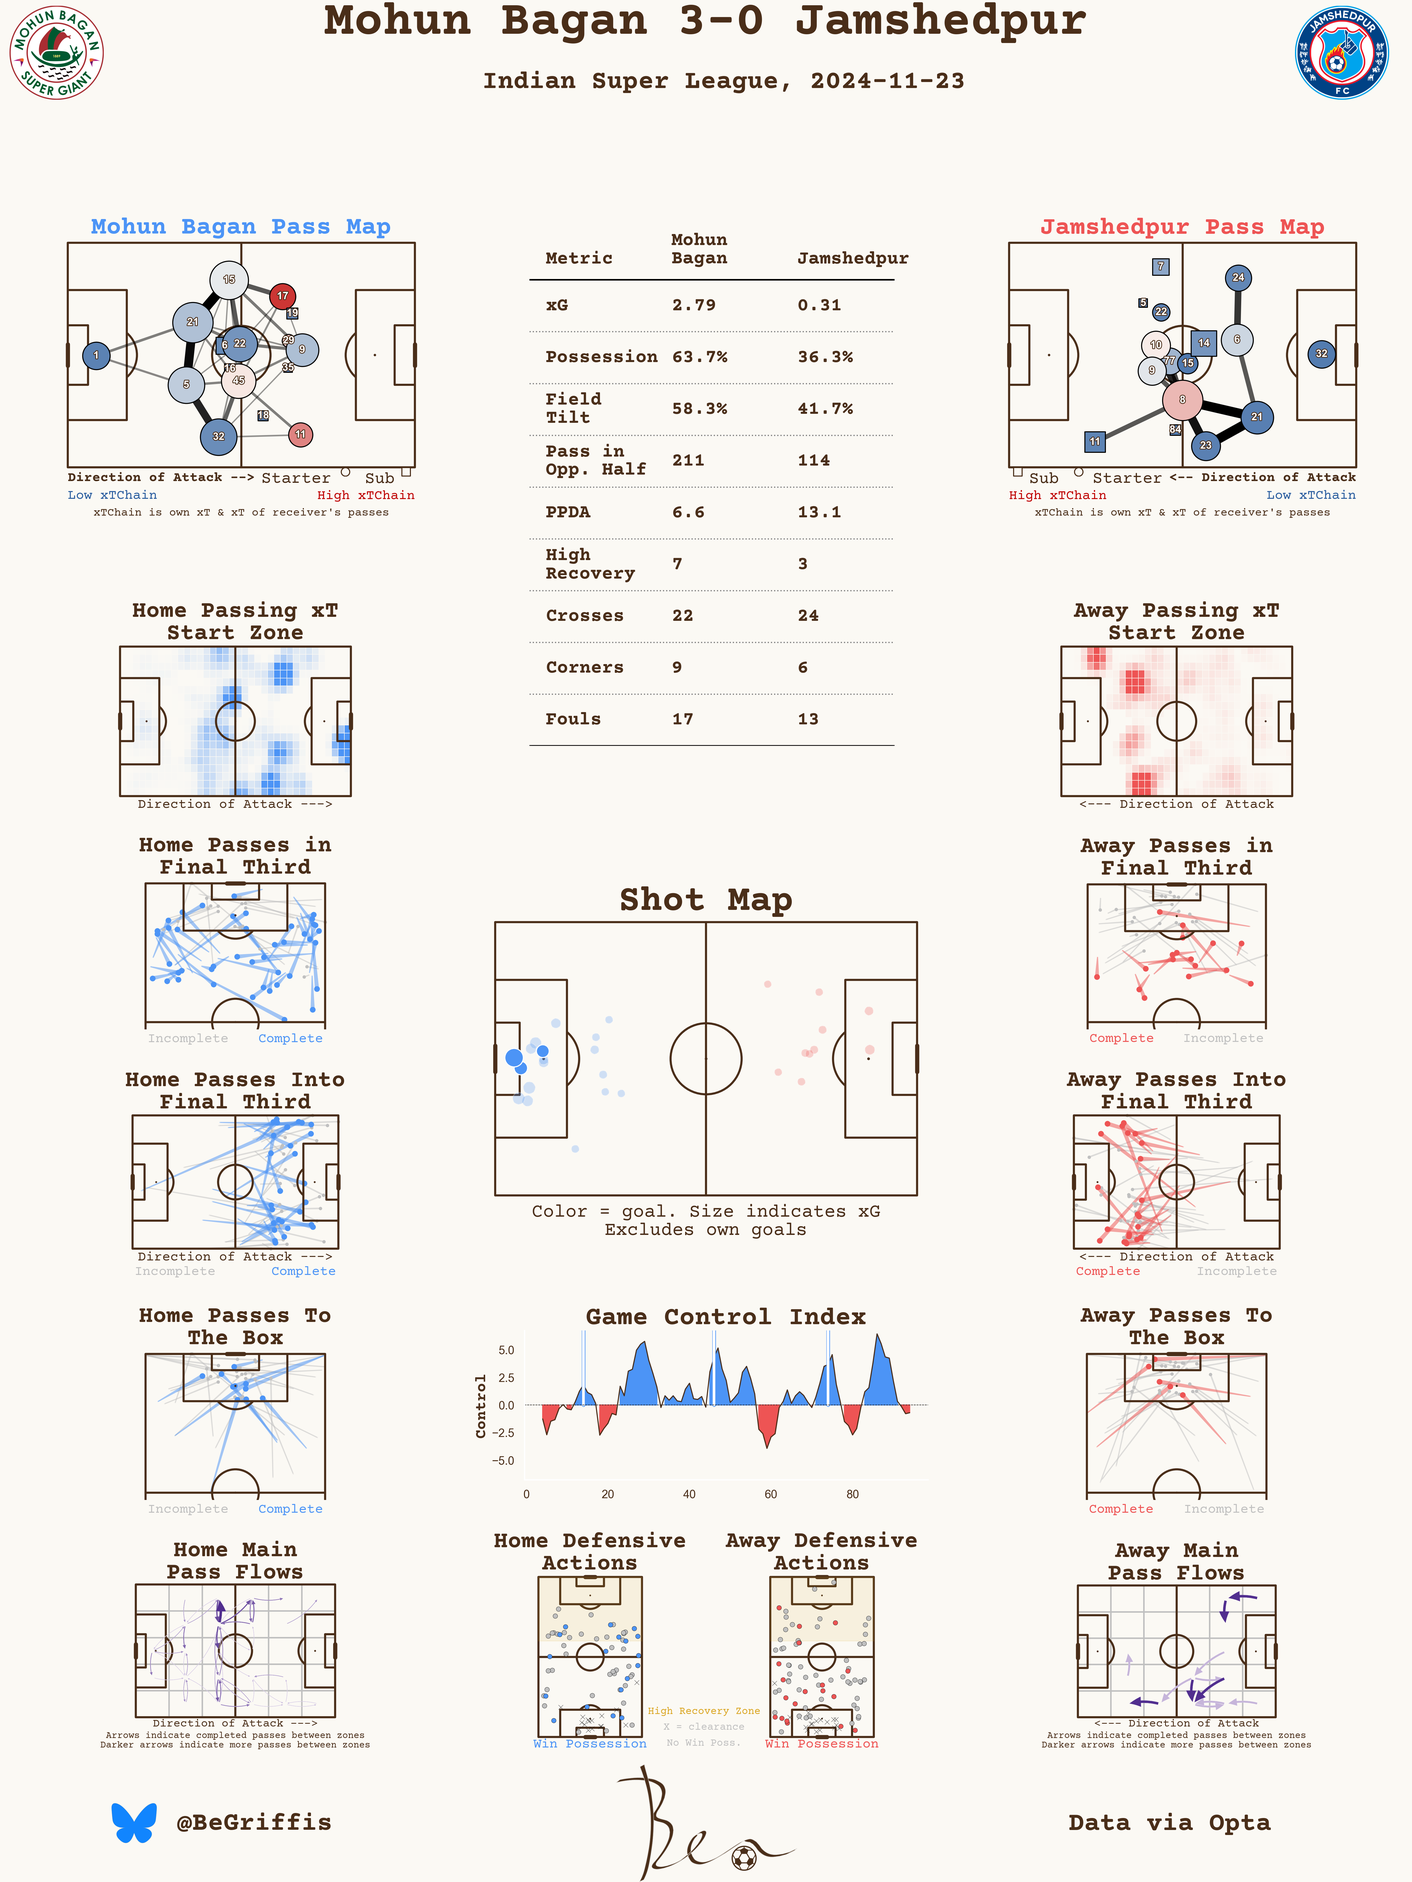 Mohun Bagan 3-0 Jamshedpur
Indian Super League, 2024-11-23
MOHUN BAGAN
SUPER GIANT
JAMSHEDPUR
FC
Mohun Bagan Pass Map
15
17
19
21
6
22
29
9
1
16
35
5
45
18
32
11
Direction of Attack --> Starter Sub
Low xTChain High xTChain
xTChain is own xT & xT of receiver's passes
Metric Mohun Bagan Jamshedpur
xG 2.79 0.31
Possession 63.7% 36.3%
Field Tilt 58.3% 41.7%
Pass in Opp. Half 211 114
PPDA 6.6 13.1
High Recovery 7 3
Crosses 22 24
Corners 9 6
Fouls 17 13
Jamshedpur Pass Map
7
24
5
22
10
14
6
77
15
32
9
8
84
21
11
23
Sub Starter <-- Direction of Attack
High xTChain Low xTChain
xTChain is own xT & xT of receiver's passes
Home Passing xT
Start Zone
Direction of Attack --->
Away Passing xT
Start Zone
<--- Direction of Attack
Home Passes in
Final Third
Incomplete Complete
Away Passes in
Final Third
Complete Incomplete
Shot Map
Color = goal. Size indicates xG
Excludes own goals
Home Passes Into
Final Third
Direction of Attack --->
Incomplete Complete
Away Passes Into
Final Third
<--- Direction of Attack
Complete Incomplete
Home Passes To
The Box
Incomplete Complete
Game Control Index
Control
5.0
2.5
0.0
−2.5
−5.0
0 20 40 60 80
Away Passes To
The Box
Complete Incomplete
Home Main
Pass Flows
Direction of Attack --->
Arrows indicate completed passes between zones
Darker arrows indicate more passes between zones
Home Defensive
Actions
Win Possession
High Recovery Zone
X = clearance
No Win Poss.
Away Defensive
Actions
Win Possession
Away Main
Pass Flows
<--- Direction of Attack
Arrows indicate completed passes between zones
Darker arrows indicate more passes between zones
@BeGriffis
Ben
Data via Opta